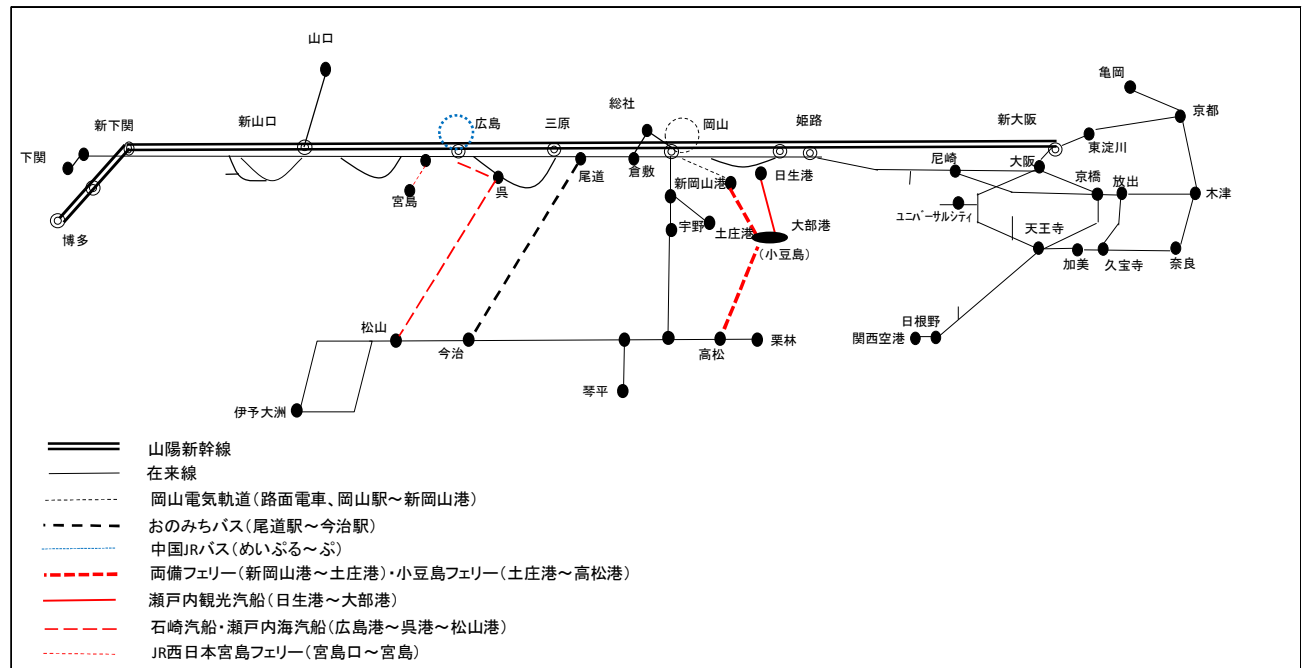 山口
亀岡
京都
総社
新下関
新山口
広島
三原
岡山
姫路
新大阪
東淀川
下関
尼崎
大阪
京橋
放出
木津
宮島
呉
尾道
倉敷
新岡山港
日生港
ﾕﾆﾊﾞｰｻﾙｼﾃｨ
博多
宇野
土庄港
大部港
(小豆島)
天王寺
加美
久宝寺
奈良
松山
今治
高松
栗林
日根野
関西空港
琴平
伊予大洲
山陽新幹線
在来線
岡山電気軌道(路面電車、岡山駅～新岡山港)
おのみちバス(尾道駅～今治駅)
中国JRバス(めいぷる～ぷ)
両備フェリー(新岡山港～土庄港)・小豆島フェリー(土庄港～高松港)
瀬戸内観光汽船(日生港～大部港)
石崎汽船・瀬戸内海汽船(広島港～呉港～松山港)
JR西日本宮島フェリー(宮島口～宮島)